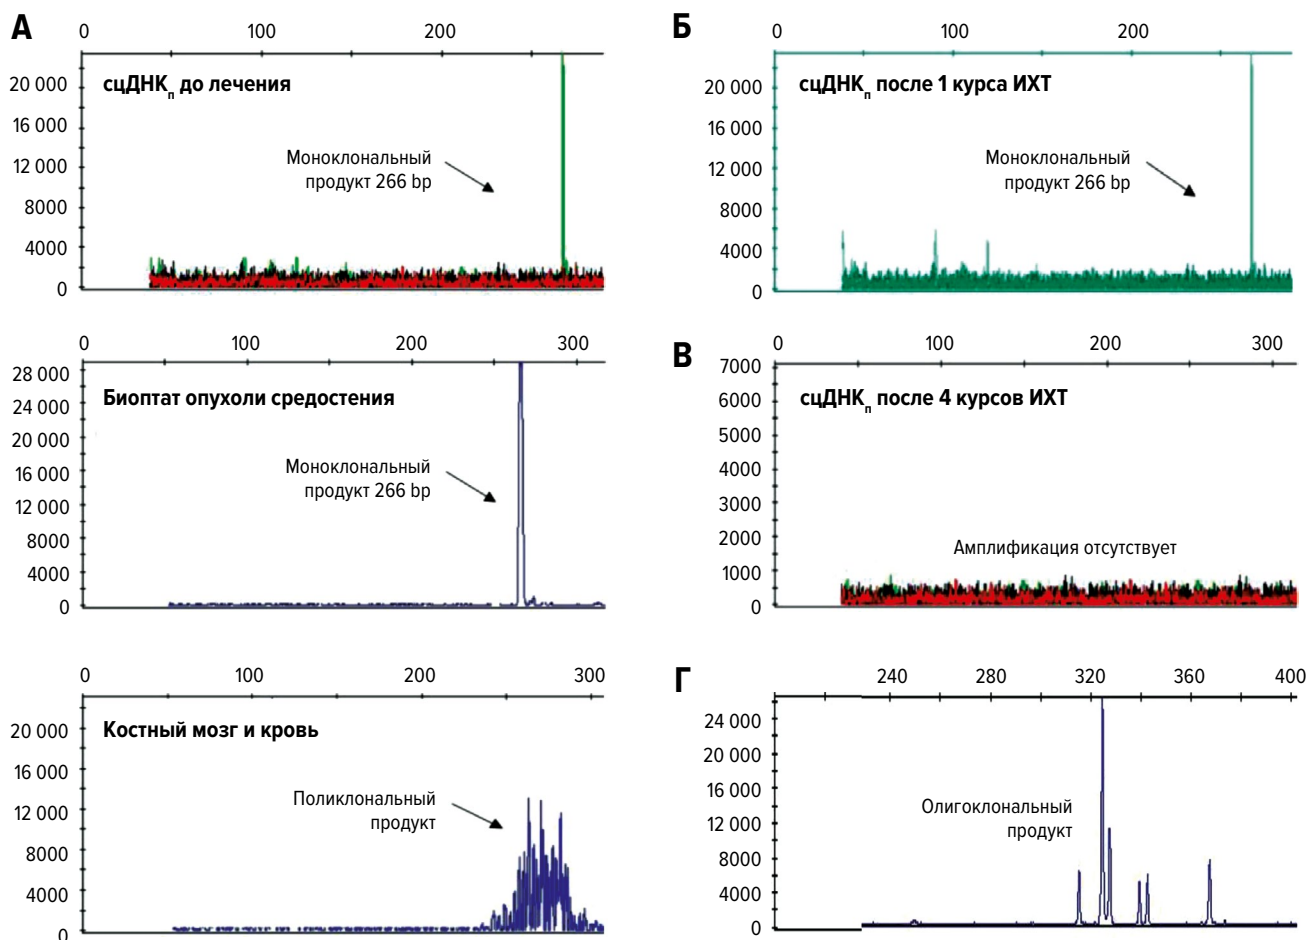 А
0 100 200
20 000
16 000
12 000
8000
4000
0
сцДНКп до лечения
Моноклональный
продукт 266 bp
0 100 200 300
28 000
24 000
20 000
16 000
12 000
8000
4000
0
Биоптат опухоли средостения
Моноклональный
продукт 266 bp
0 100 200 300
20 000
16 000
12 000
8000
4000
0
Костный мозг и кровь
Поликлональный
продукт
Б
0 100 200
20 000
16 000
12 000
8000
4000
0
сцДНКп после 1 курса ИХТ
Моноклональный
продукт 266 bp
В
0 100 200 300
7000
6000
5000
4000
3000
2000
1000
0
сцДНКп после 4 курсов ИХТ
Амплификация отсутствует
Г
240 280 320 360 400
24 000
20 000
16 000
12 000
8000
4000
0
Олигоклональный
продукт